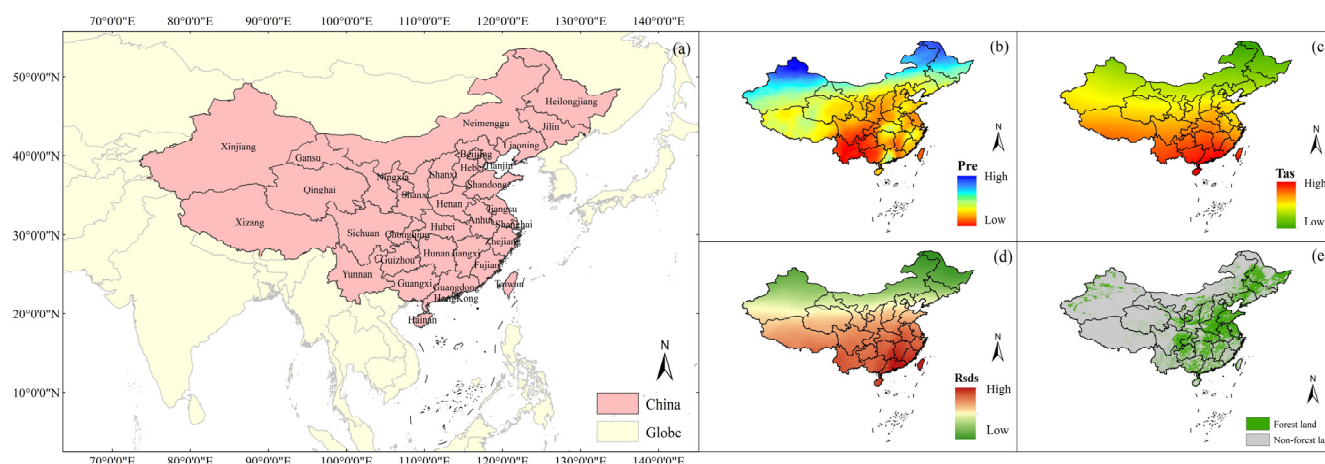 70°0'0"E 80°0'0"E 90°0'0"E 100°0'0"E 110°0'0"E 120°0'0"E 130°0'0"E 140°0'0"E
(a)
50°0'0"N
40°0'0"N
30°0'0"N
20°0'0"N
10°0'0"N
Heilongjiang
Neimenggu
Jilin
Xinjiang
Liaoning
Beijing
Gansu
Hebei
Tianjin
Ningxia
Shanxi
Qinghai
Shandong
Shanxi
Henan
Jiangsu
Xizang
Anhui
Shanghai
Sichuan
Chongqing
Hubei
Zhejiang
Guizhou
Hunan
Jiangxi
Fujian
Yunnan
Guangxi
Guangdong
Taiwan
HongKong
Hainan
N
China
Globe
70°0'0"E 80°0'0"E 90°0'0"E 100°0'0"E 110°0'0"E 120°0'0"E 130°0'0"E 140°0'0"E
(b)
N
Pre
High
Low
(c)
N
Tas
High
Low
(d)
N
Rsds
High
Low
(e)
N
Forest land
Non-forest la